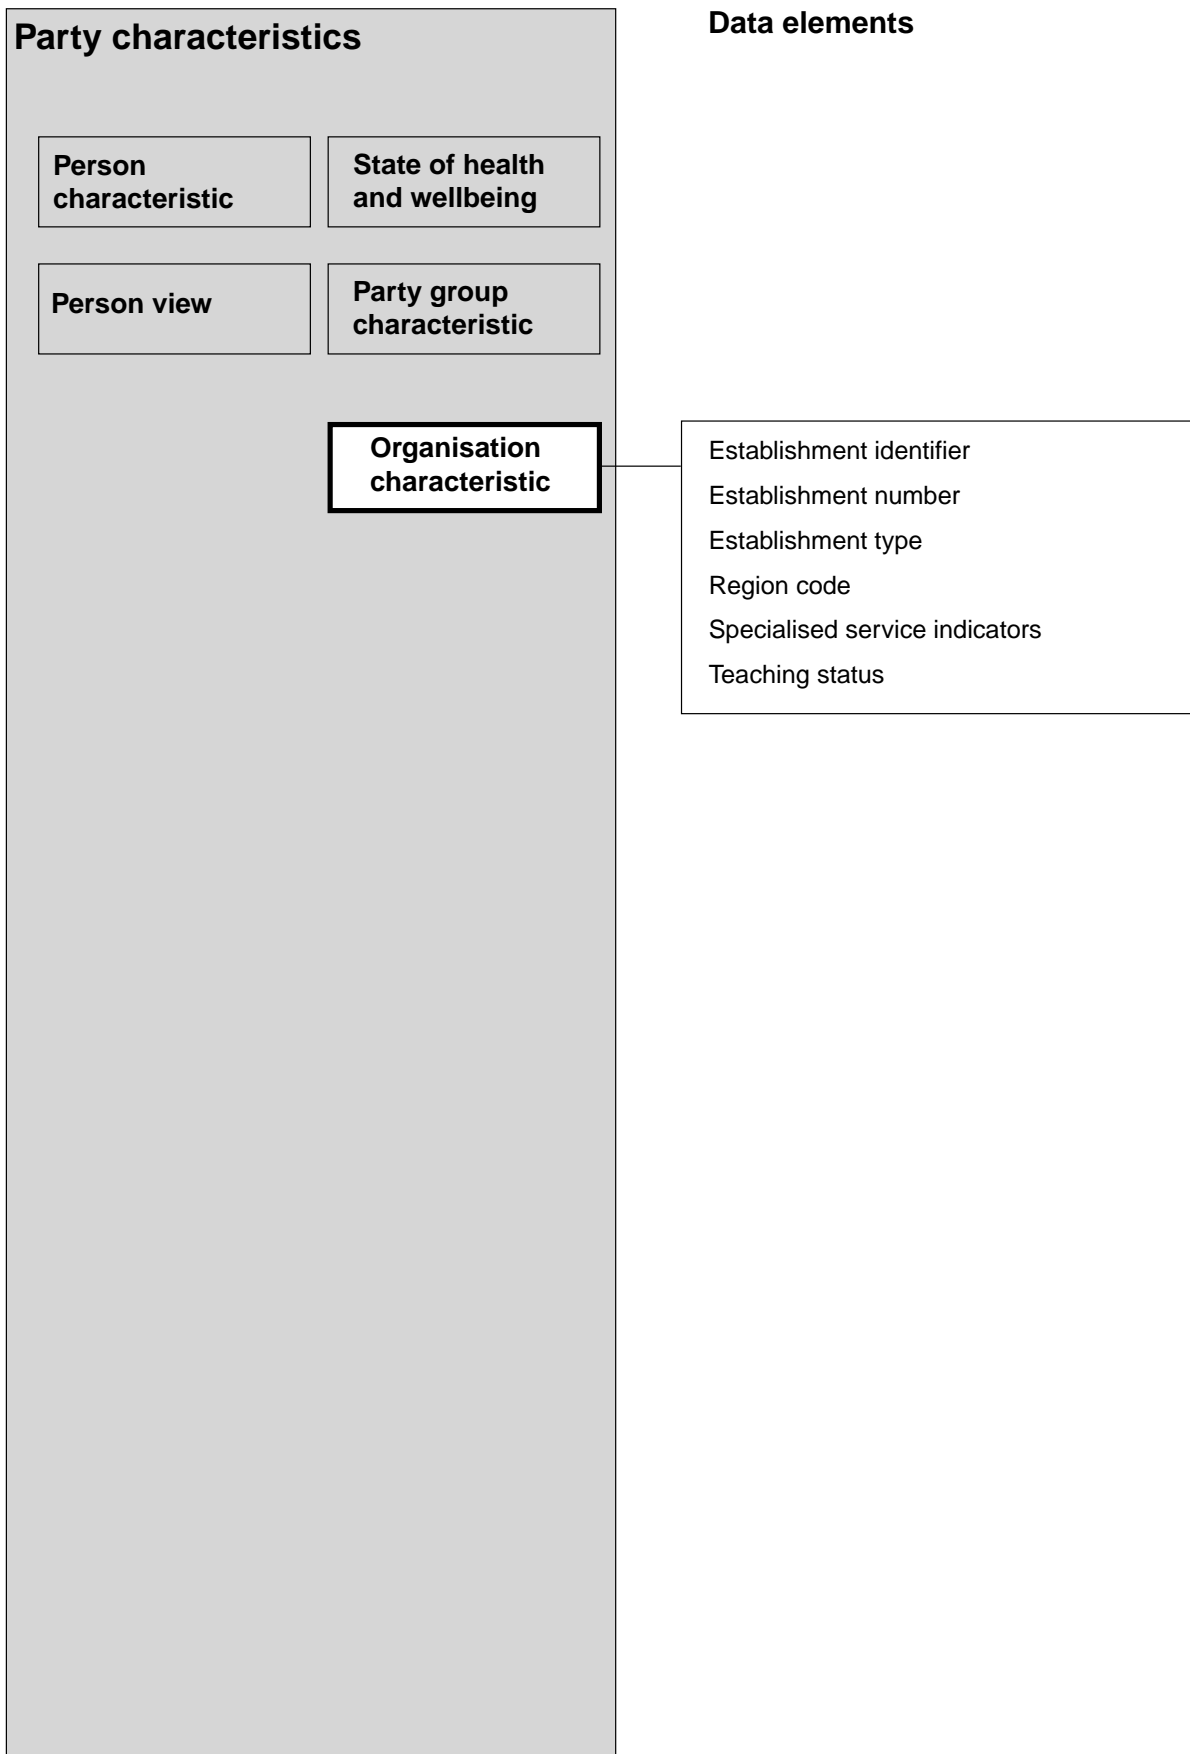 Party characteristics
Data elements
Person
characteristic
State of health
and wellbeing
Person view
Party group
characteristic
Organisation
characteristic
Establishment identifier
Establishment number
Establishment type
Region code
Specialised service indicators
Teaching status